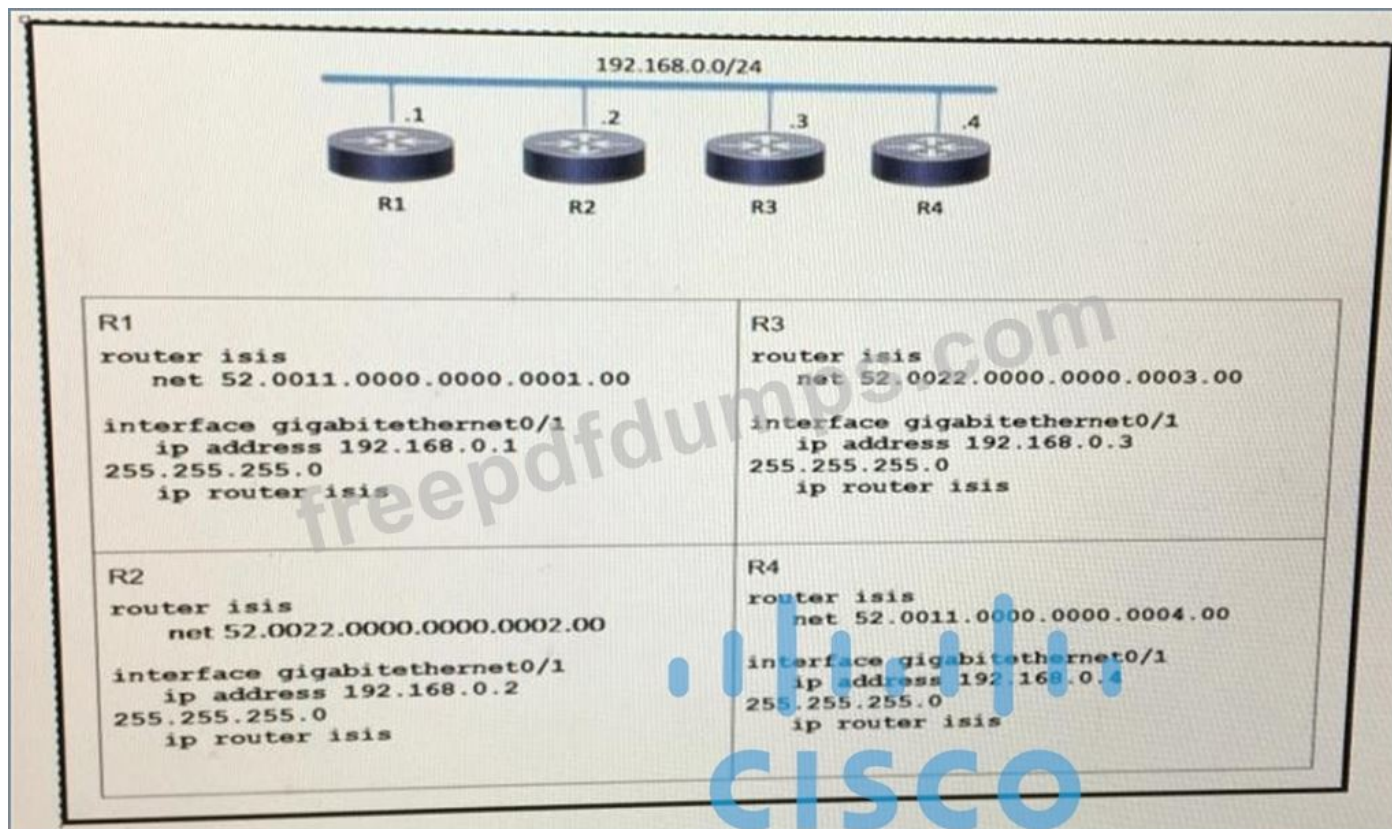 192.168.0.0/24
.1
.2
.3
.4
R1
R2
R3
R4
R1
router isis
net 52.0011.0000.0000.0001.00
interface gigabitethernet0/1
ip address 192.168.0.1
255.255.255.0
ip router isis
R3
router isis
net 52.0022.0000.0000.0003.00
interface gigabitethernet0/1
ip address 192.168.0.3
255.255.255.0
ip router isis
R2
router isis
net 52.0022.0000.0000.0002.00
interface gigabitethernet0/1
ip address 192.168.0.2
255.255.255.0
ip router isis
R4
router isis
net 52.0011.0000.0000.0004.00
interface gigabitethernet0/1
ip address 192.168.0.4
255.255.255.0
ip router isis
freepdfdumps.com
CISCO